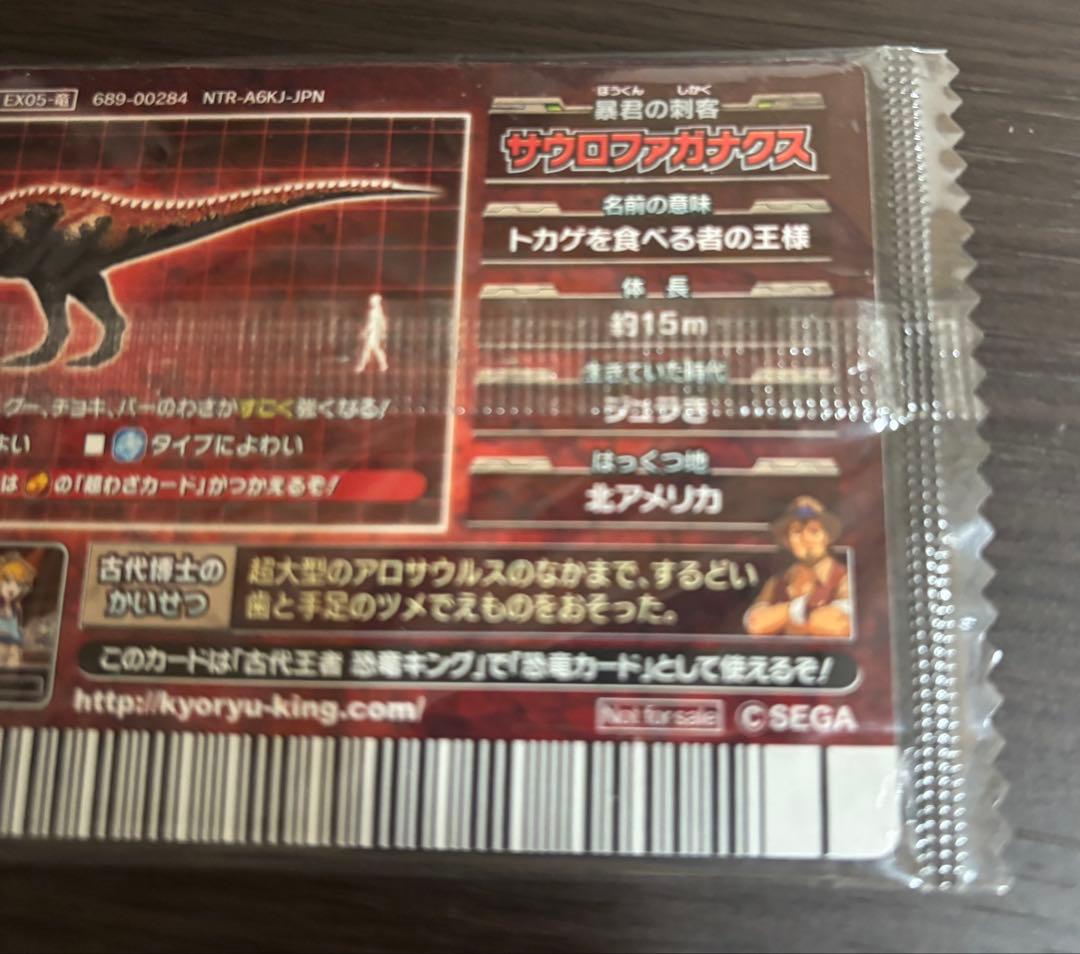 EX05-竜 689-00284 NTR-A6KJ-JPN
ぼうくん しかく
暴君の刺客
サウロファガナクス
名前の意味
トカゲを食べる者の王様
体 長
約15m
生きていた時代
ジュラき
はっくつ地
北アメリカ
グー、チョキ、パーのわざがすごく強くなる!
よい タイプによわい
は の「超わざカード」がつかえるぞ!
古代博士の
かいせつ
超大型のアロサウルスのなかまで、するどい
歯と手足のツメでえものをおそった。
このカードは「古代王者 恐竜キング」で「恐竜カード」として使えるぞ!
http://kyoryu-king.com/
Not for sale ©SEGA